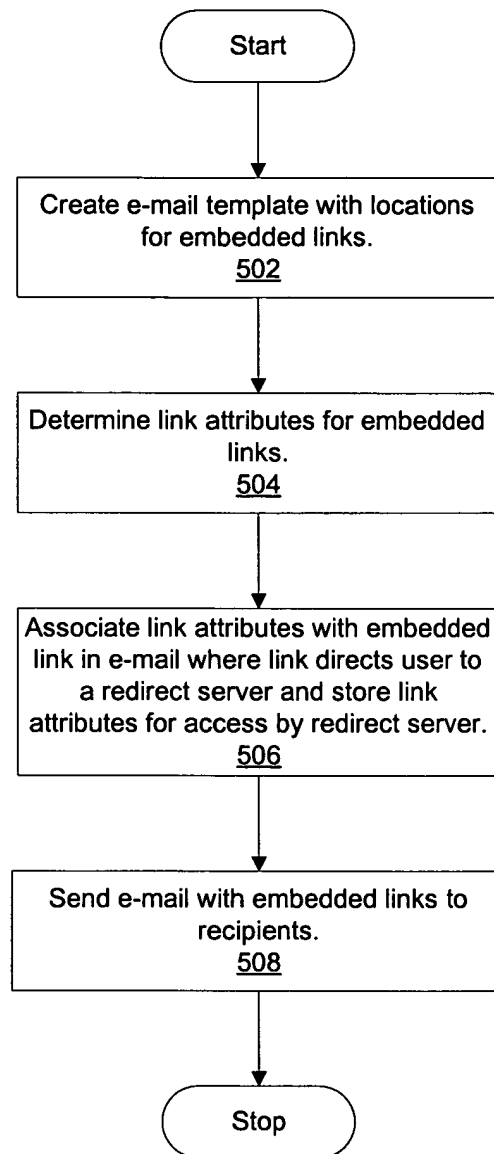 Start
Create e-mail template with locations
for embedded links.
502
Determine link attributes for embedded
links.
504
Associate link attributes with embedded
link in e-mail where link directs user to
a redirect server and store link
attributes for access by redirect server.
506
Send e-mail with embedded links to
recipients.
508
Stop